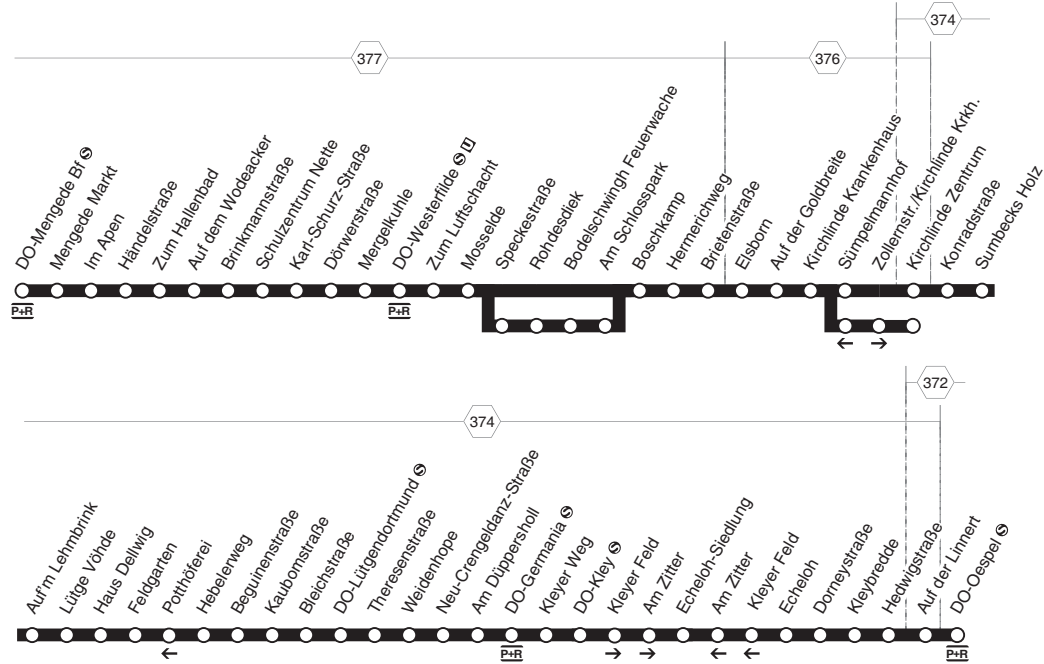 374
377
376
DO-Mengede Bf S
Mengede Markt
Im Apen
Händelstraße
Zum Hallenbad
Auf dem Wodeacker
Brinkmannstraße
Schulzentrum Nette
Karl-Schurz-Straße
Dörwerstraße
Mergelkuhle
DO-Westerfilde S U
Zum Luftschacht
Mosselde
Speckestraße
Rohdesdiek
Bodelschwingh Feuerwache
Am Schlosspark
Boschkamp
Hermerichweg
Brietenstraße
Elsborn
Auf der Goldbreite
Kirchlinde Krankenhaus
Sümpelmannhof
Zollernstr./Kirchlinde Krkh.
Kirchlinde Zentrum
Konradstraße
Sumbecks Holz
P+R
P+R
372
374
Auf'm Lehmbrink
Lütge Vöhde
Haus Dellwig
Feldgarten
Potthöferei
Hebelerweg
Beguinenstraße
Kaubomstraße
Bleichstraße
DO-Lütgendortmund S
Theresenstraße
Weidenhope
Neu-Crengeldanz-Straße
Am Düppersholl
DO-Germania S
Kleyer Weg
DO-Kley S
Kleyer Feld
Am Zitter
Echeloh-Siedlung
Am Zitter
Kleyer Feld
Echeloh
Dorneystraße
Kleybredde
Hedwigstraße
Auf der Linnert
DO-Oespel S
P+R
P+R